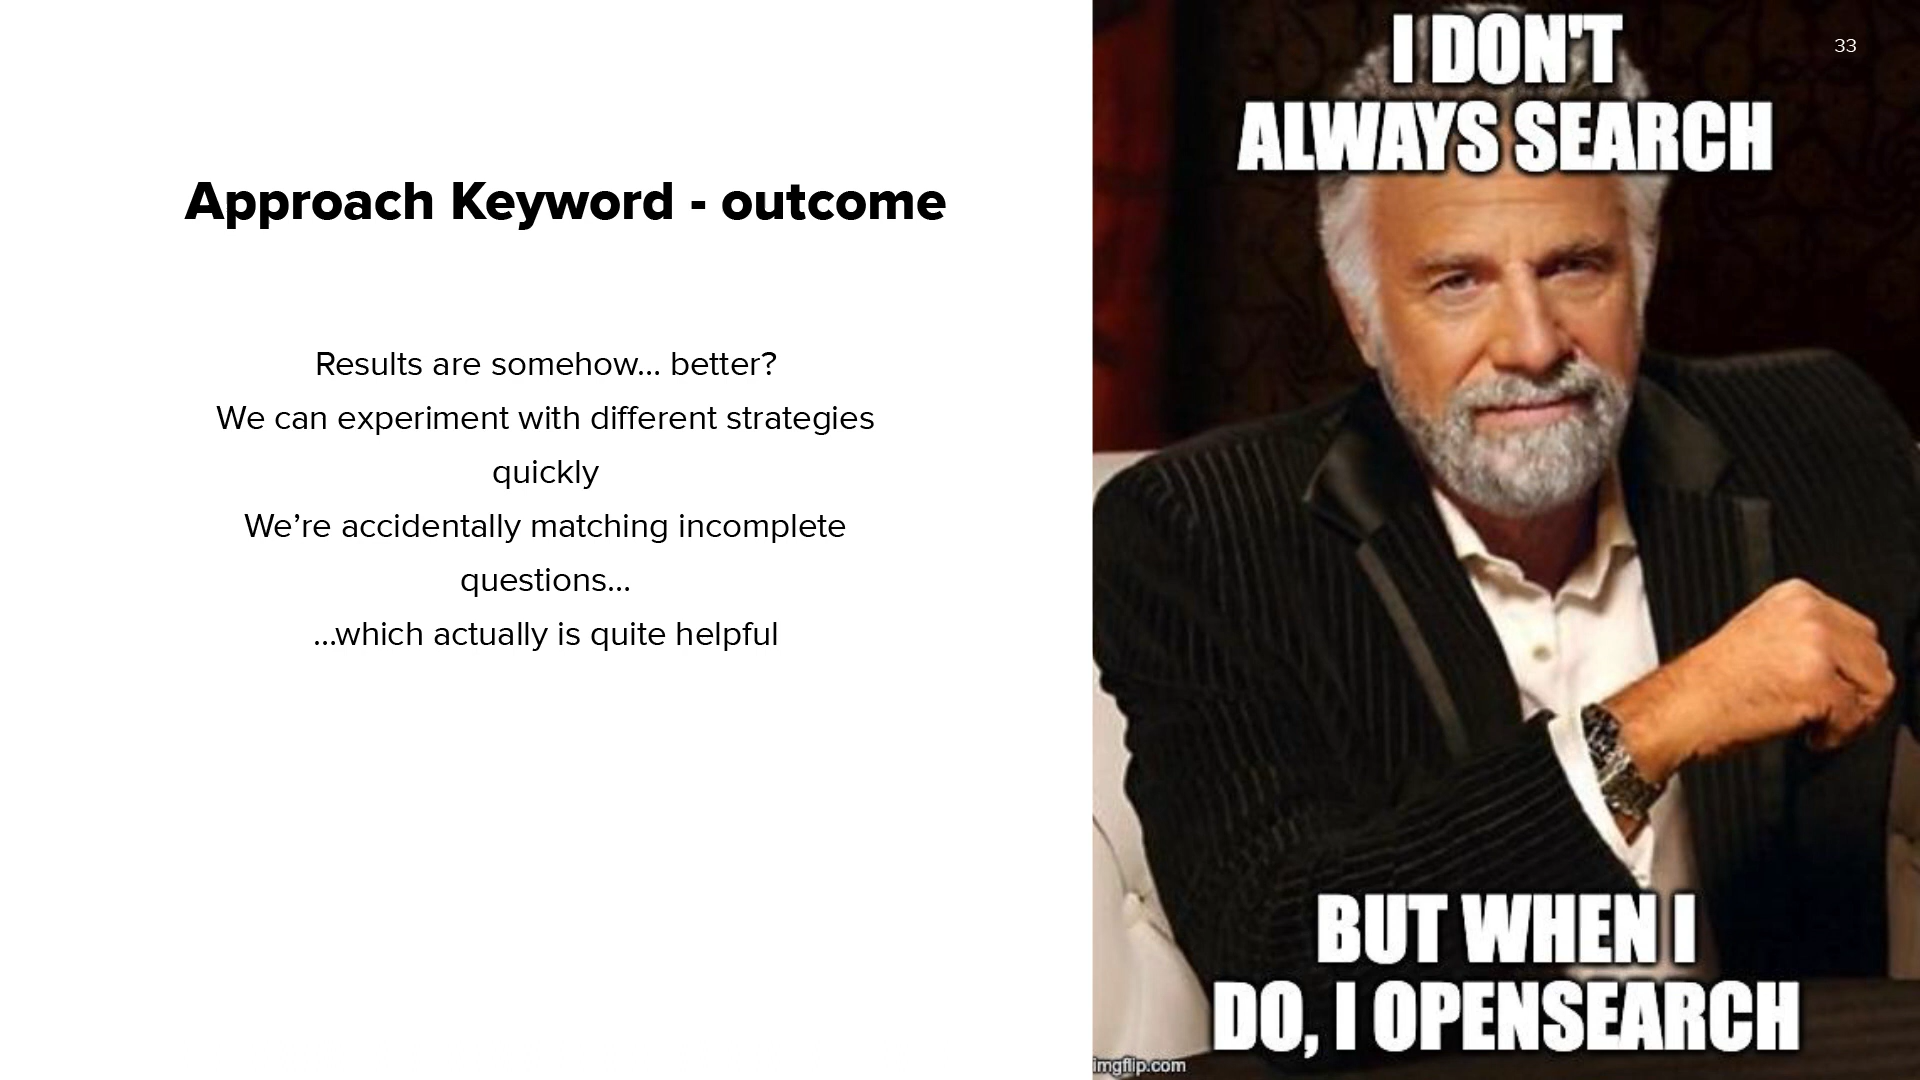 Approach Keyword - outcome
Results are somehow... better?
We can experiment with different strategies
quickly
We're accidentally matching incomplete
questions...
...which actually is quite helpful
33
I DON'T
ALWAYS SEARCH
BUT WHEN I
DO, I OPENSEARCH
imgflip.com